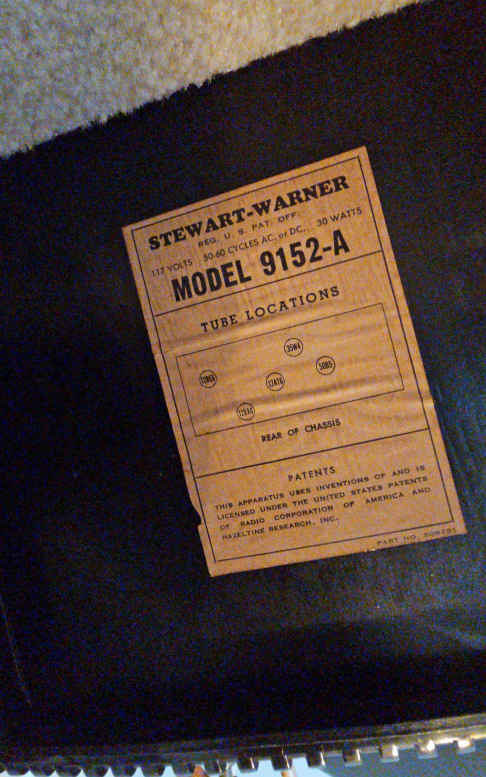 STEWART-WARNER
REG. U. S. PAT. OFF.
117 VOLTS 50-60 CYCLES AC. or DC. 30 WATTS
MODEL 9152-A
TUBE LOCATIONS
35W4
50B5
12AT6
REAR OF CHASSIS
PATENTS
THIS APPARATUS USES INVENTIONS OF AND IS
LICENSED UNDER THE UNITED STATES PATENTS
OF RADIO CORPORATION OF AMERICA AND
HAZELTINE RESEARCH, INC.
PART NO.